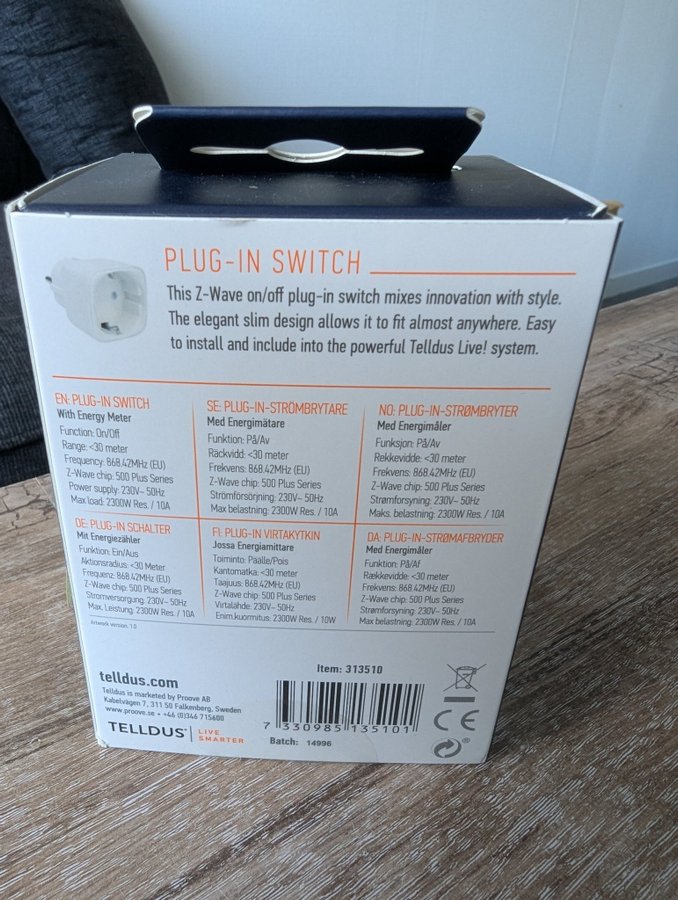 PLUG-IN SWITCH
This Z-Wave on/off plug-in switch mixes innovation with style.
The elegant slim design allows it to fit almost anywhere. Easy
to install and include into the powerful Telldus Live! system.
EN: PLUG-IN SWITCH
With Energy Meter
Function: On/Off
Range: <30 meter
Frequency: 868.42MHz (EU)
Z-Wave chip: 500 Plus Series
Power supply: 230V~ 50Hz
Max load: 2300W Res. / 10A
SE: PLUG-IN-STRÖMBRYTARE
Med Energimätare
Funktion: På/Av
Räckvidd: <30 meter
Frekvens: 868.42MHz (EU)
Z-Wave chip: 500 Plus Series
Strömförsörjning: 230V~ 50Hz
Max belastning: 2300W Res. / 10A
NO: PLUG-IN-STRØMBRYTER
Med Energimåler
Funksjon: På/Av
Rekkevidde: <30 meter
Frekvens: 868.42MHz (EU)
Z-Wave chip: 500 Plus Series
Strømforsyning: 230V~ 50Hz
Maks. belastning: 2300W Res. / 10A
DE: PLUG-IN SCHALTER
Mit Energiezähler
Funktion: Ein/Aus
Aktionsradius: <30 Meter
Frequenz: 868.42MHz (EU)
Z-Wave chip: 500 Plus Series
Stromversorgung: 230V~ 50Hz
Max. Leistung: 2300W Res. / 10A
FI: PLUG-IN VIRTAKYTKIN
Jossa Energiamittare
Toiminto: Päälle/Pois
Kantomatka: <30 meter
Taajuus: 868.42MHz (EU)
Z-Wave chip: 500 Plus Series
Virtalähde: 230V~ 50Hz
Enim.kuormitus: 2300W Res. / 10W
DA: PLUG-IN-STRØMAFBRYDER
Med Energimåler
Funktion: På/Af
Rækkevidde: <30 meter
Frekvens: 868.42MHz (EU)
Z-Wave chip: 500 Plus Series
Strømforsyning: 230V~ 50Hz
Max belastning: 2300W Res. / 10A
Artwork version: 1.0
telldus.com
Telldus is marketed by Proove AB
Kabelvägen 7, 311 50 Falkenberg, Sweden
www.proove.se • +46 (0)346 715600
TELLDUS | LIVE SMARTER
Item: 313510
7 330985 135101
Batch: 14996
CE